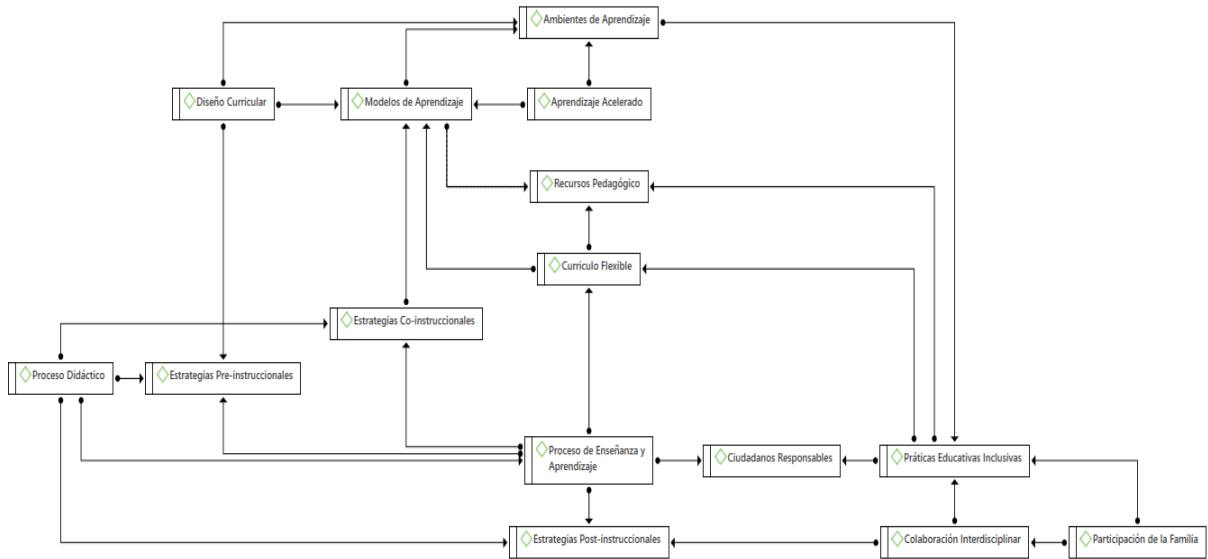 Ambientes de Aprendizaje
Diseño Curricular
Modelos de Aprendizaje
Aprendizaje Acelerado
Recursos Pedagógico
Curriculo Flexible
Estrategias Co-instruccionales
Proceso Didáctico
Estrategias Pre-instruccionales
Proceso de Enseñanza y
Aprendizaje
Ciudadanos Responsables
Práticas Educativas Inclusivas
Estrategias Post-instruccionales
Colaboración Interdisciplinar
Participación de la Familia